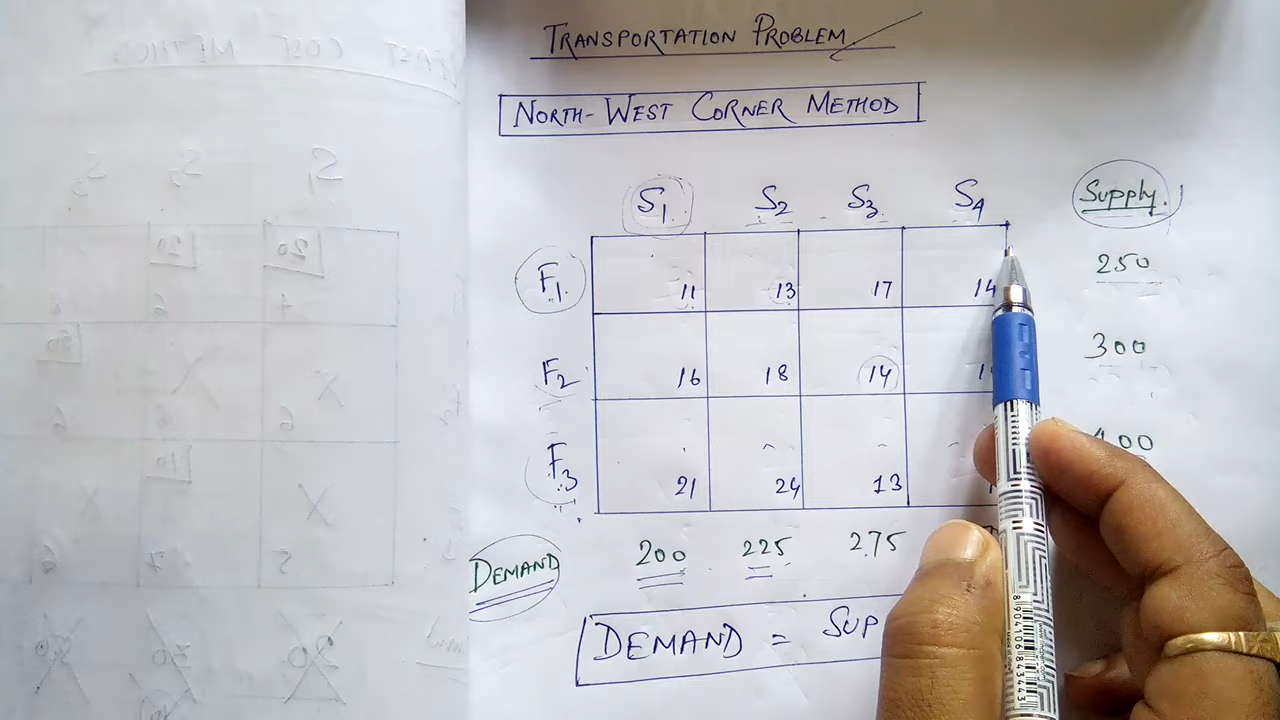 TRANSPORTATION PROBLEM
NORTH-WEST CORNER METHOD
S1 S2 S3 S4 Supply.
F1 11 13 17 14 250
F2 16 18 14 300
F3 21 24 13 400
DEMAND 200 225 275
DEMAND = SUP